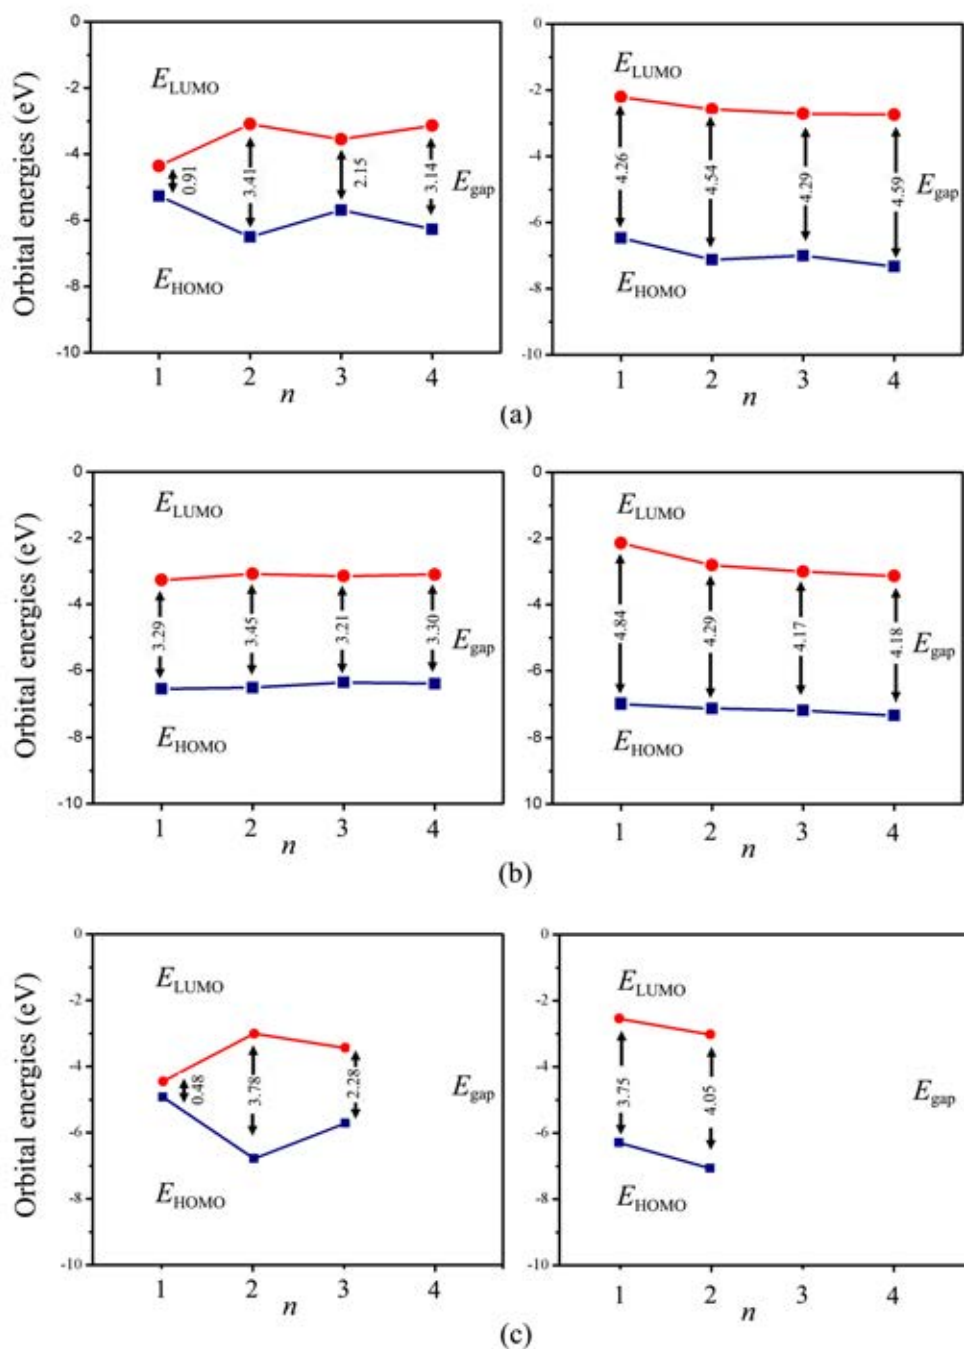 0
-2
-4
-6
-8
-10
Orbital energies (eV)
E_LUMO
0.91
3.41
2.15
3.14
E_gap
E_HOMO
1 2 3 4
n
0
-2
-4
-6
-8
-10
E_LUMO
4.26
4.54
4.29
4.59
E_gap
E_HOMO
1 2 3 4
n
(a)
0
-2
-4
-6
-8
-10
Orbital energies (eV)
E_LUMO
3.29
3.45
3.21
3.30
E_gap
E_HOMO
1 2 3 4
n
0
-2
-4
-6
-8
10
E_LUMO
4.84
4.29
4.17
4.18
E_gap
E_HOMO
1 2 3 4
n
(b)
0
-2
-4
-6
-8
-10
Orbital energies (eV)
E_LUMO
0.48
3.78
2.28
E_gap
E_HOMO
1 2 3 4
n
0
-2
-4
-6
-8
-10
E_LUMO
3.75
4.05
E_gap
E_HOMO
1 2 3 4
n
(c)